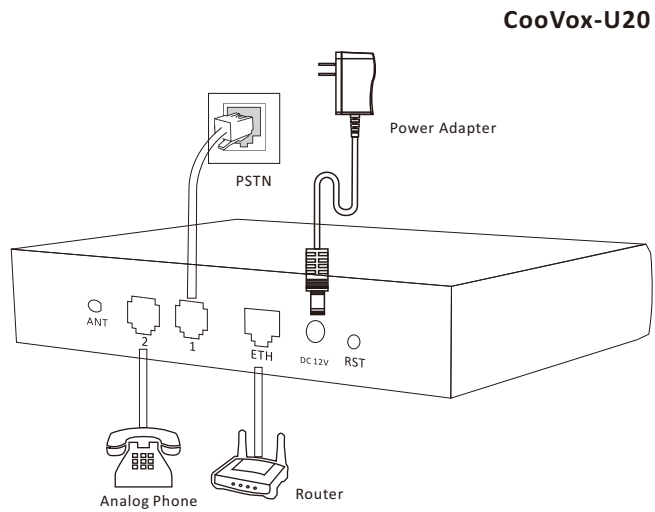 CooVox-U20
Power Adapter
PSTN
ANT
2
1
ETH
DC 12V
RST
Analog Phone
Router